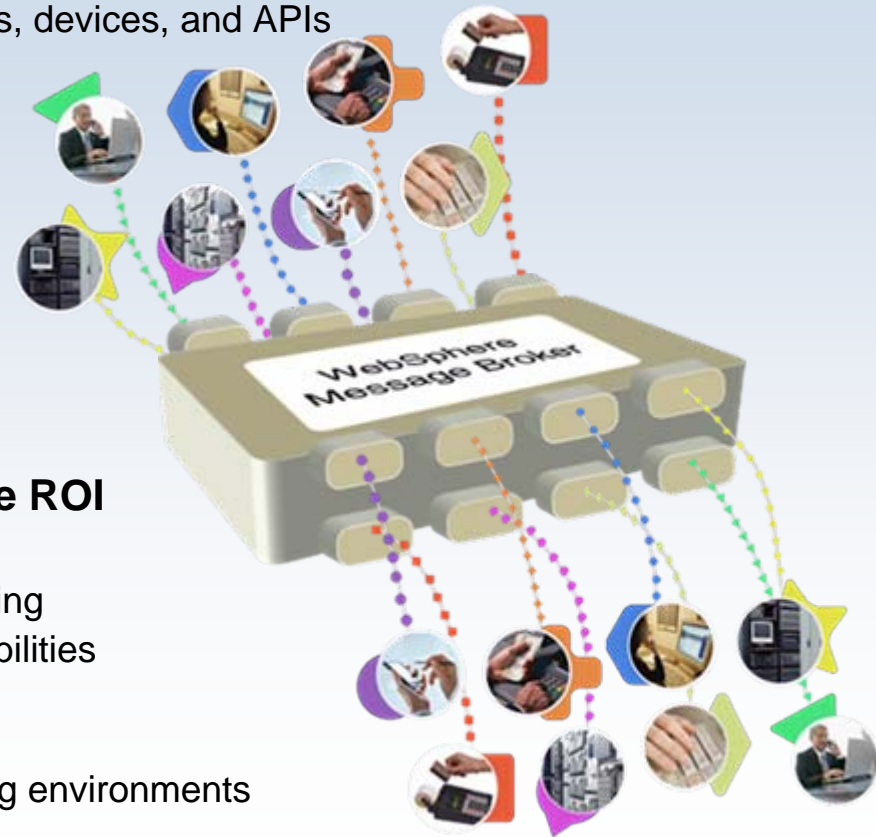 s, devices, and APIs
WebSphere
Message Broker
e ROI
ing
bilities
g environments